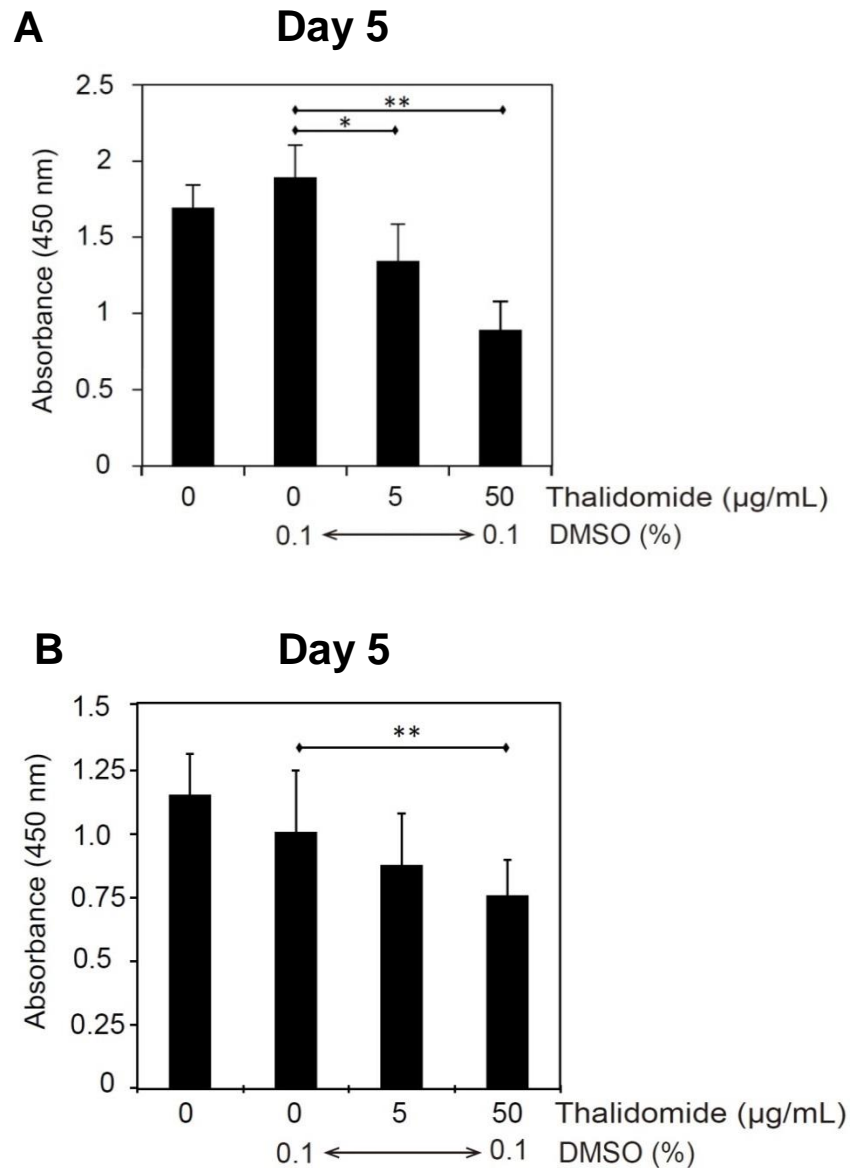 A
Day 5
2.5
2
1.5
1
0.5
0
Absorbance (450 nm)
**
*
0 0 5 50 Thalidomide (µg/mL)
0.1 0.1 DMSO (%)
B
Day 5
1.5
1.25
1.0
0.75
0.5
0.25
0
Absorbance (450 nm)
**
0 0 5 50 Thalidomide (µg/mL)
0.1 0.1 DMSO (%)